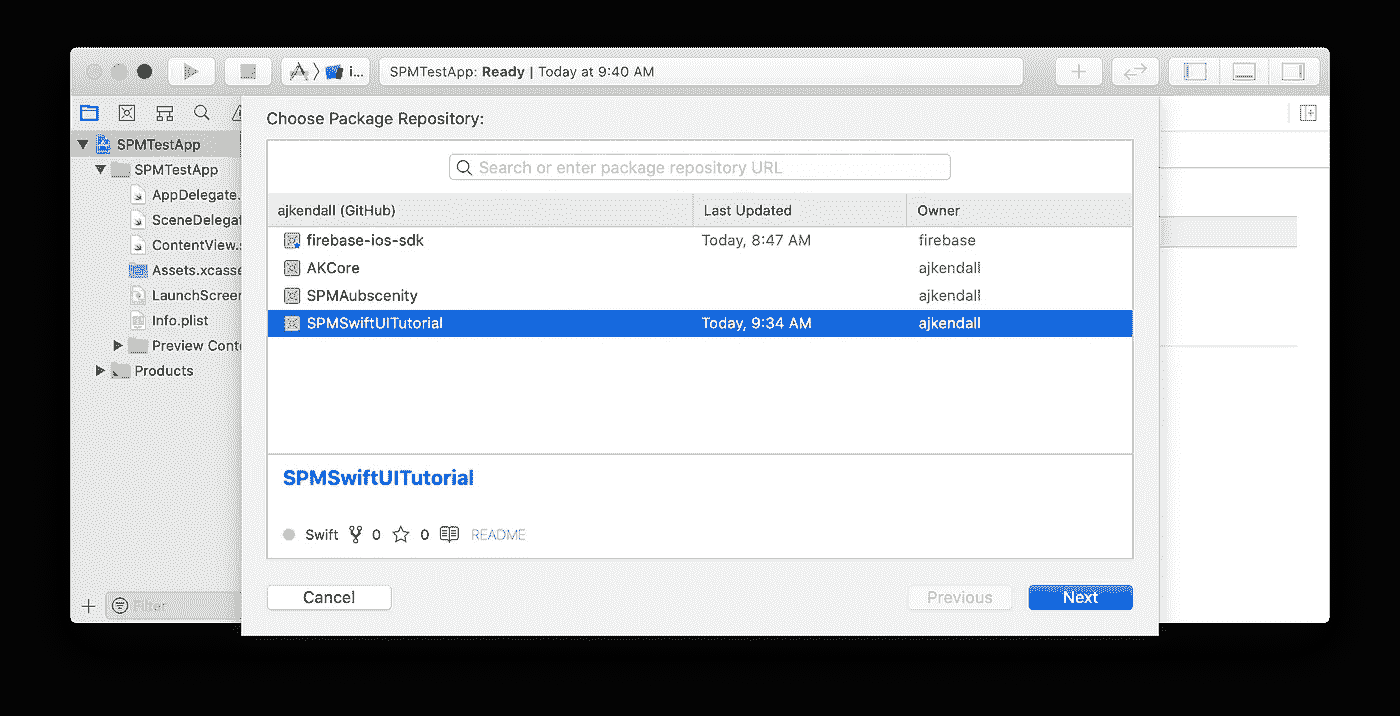 i... SPMTestApp: Ready | Today at 9:40 AM
Choose Package Repository:
SPMTestApp
SPMTestApp
AppDelegate.
SceneDelegat
ContentView.s
Assets.xcasse
LaunchScreen
Info.plist
Preview Conte
Products
Filter
Search or enter package repository URL
ajkendall (GitHub) Last Updated Owner
firebase-ios-sdk Today, 8:47 AM firebase
AKCore ajkendall
SPMAubscenity ajkendall
SPMSwiftUITutorial Today, 9:34 AM ajkendall
SPMSwiftUITutorial
Swift 0 0 README
Cancel Previous Next